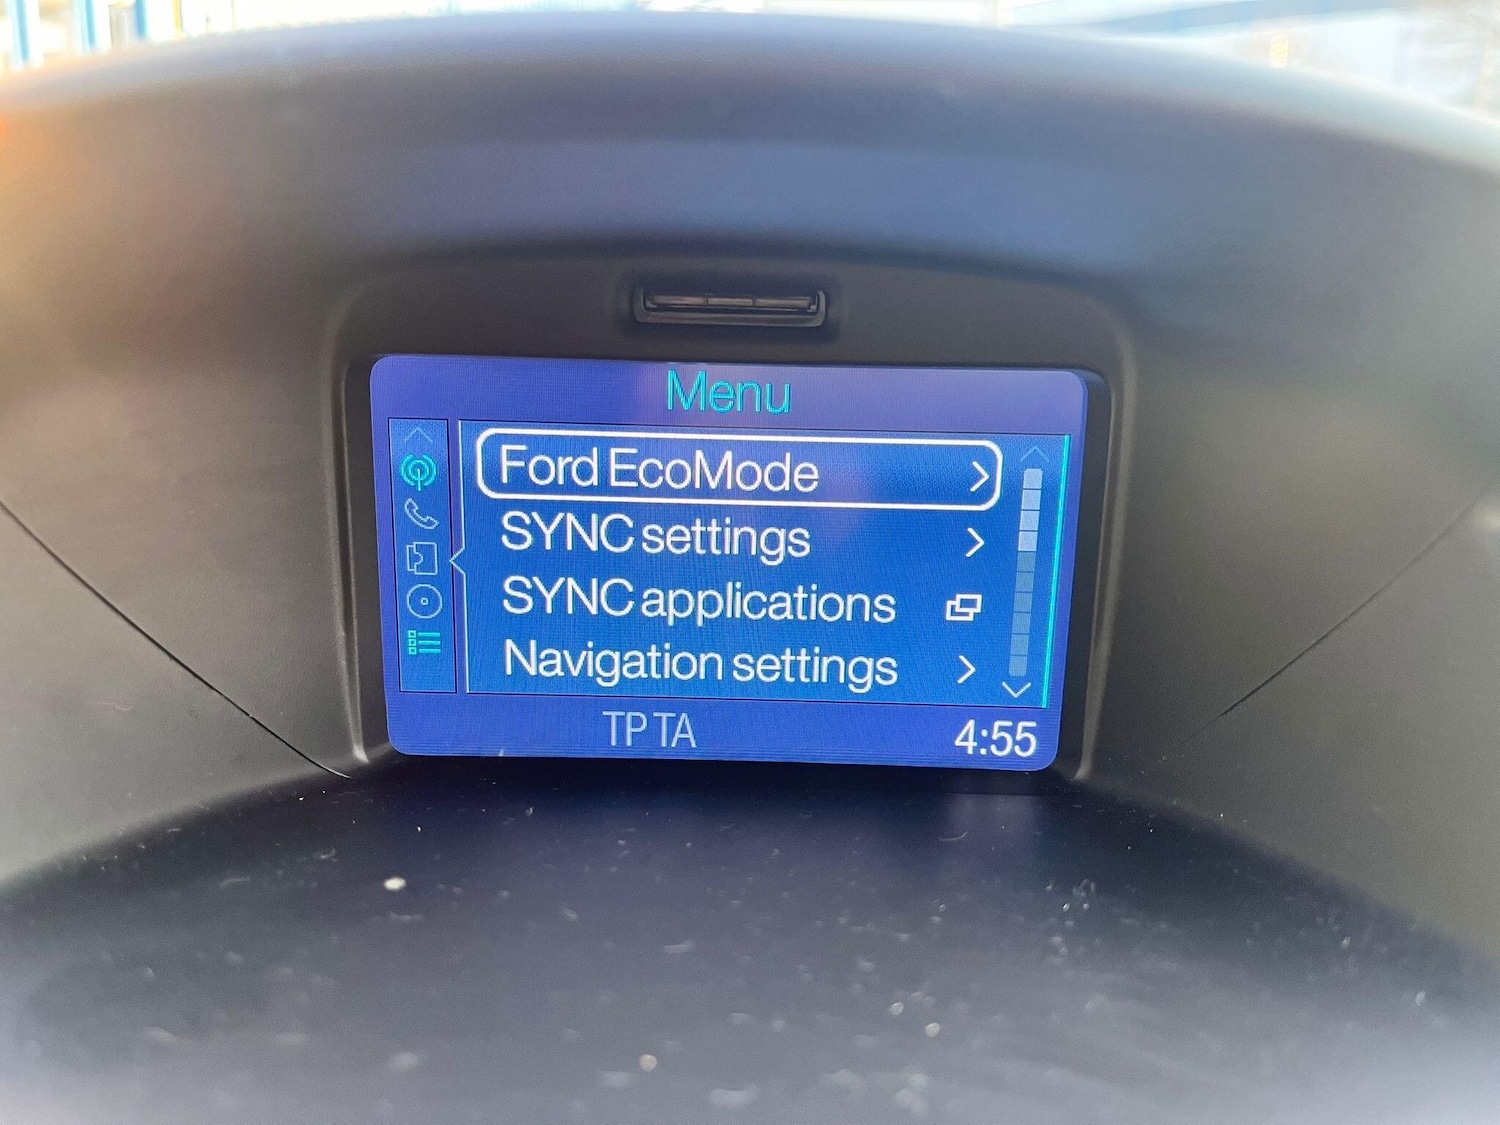 Menu
Ford EcoMode
SYNC settings
SYNC applications
Navigation settings
TP TA
4:55